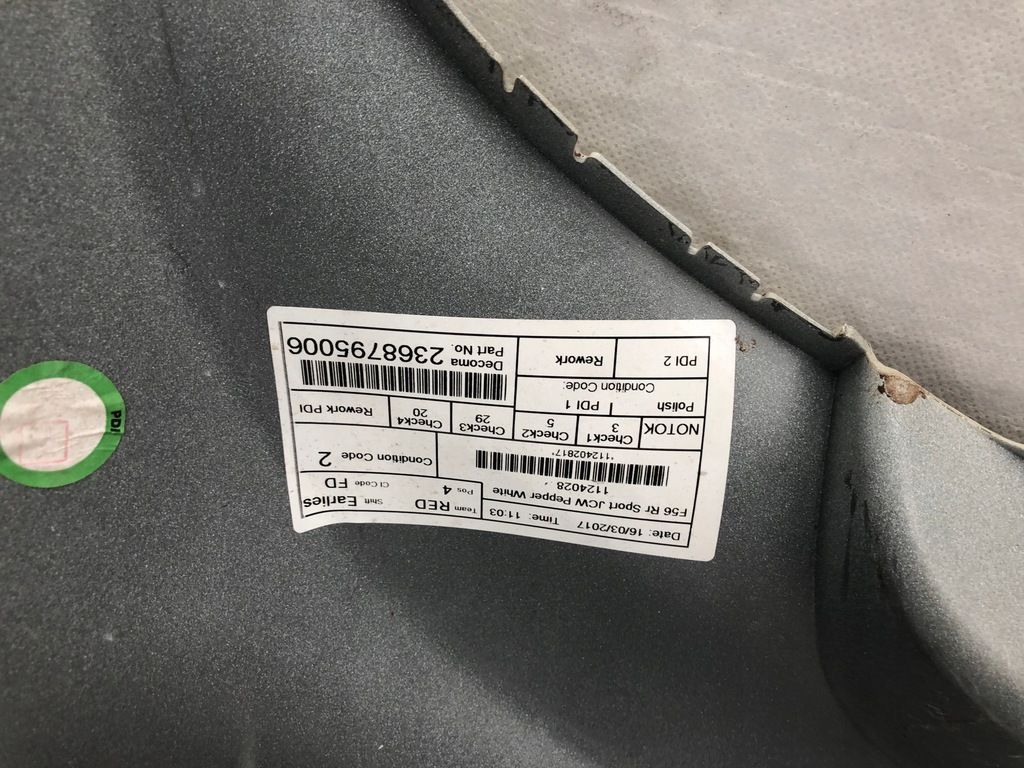 Date: 16/03/2017 Time: 11:03
Team RED Pos 4 Shift Earlies
CI Code FD
F56 Rr Sport JCW Pepper White
1124028
*112402817*
Condition Code 2
NOTOK Check1 Check2 Check3 Check4 Rework PDI
3 5 29 20
Polish PDI 1
Condition Code:
PDI 2 Rework
Decoma
Part No. 2368795006
PDI